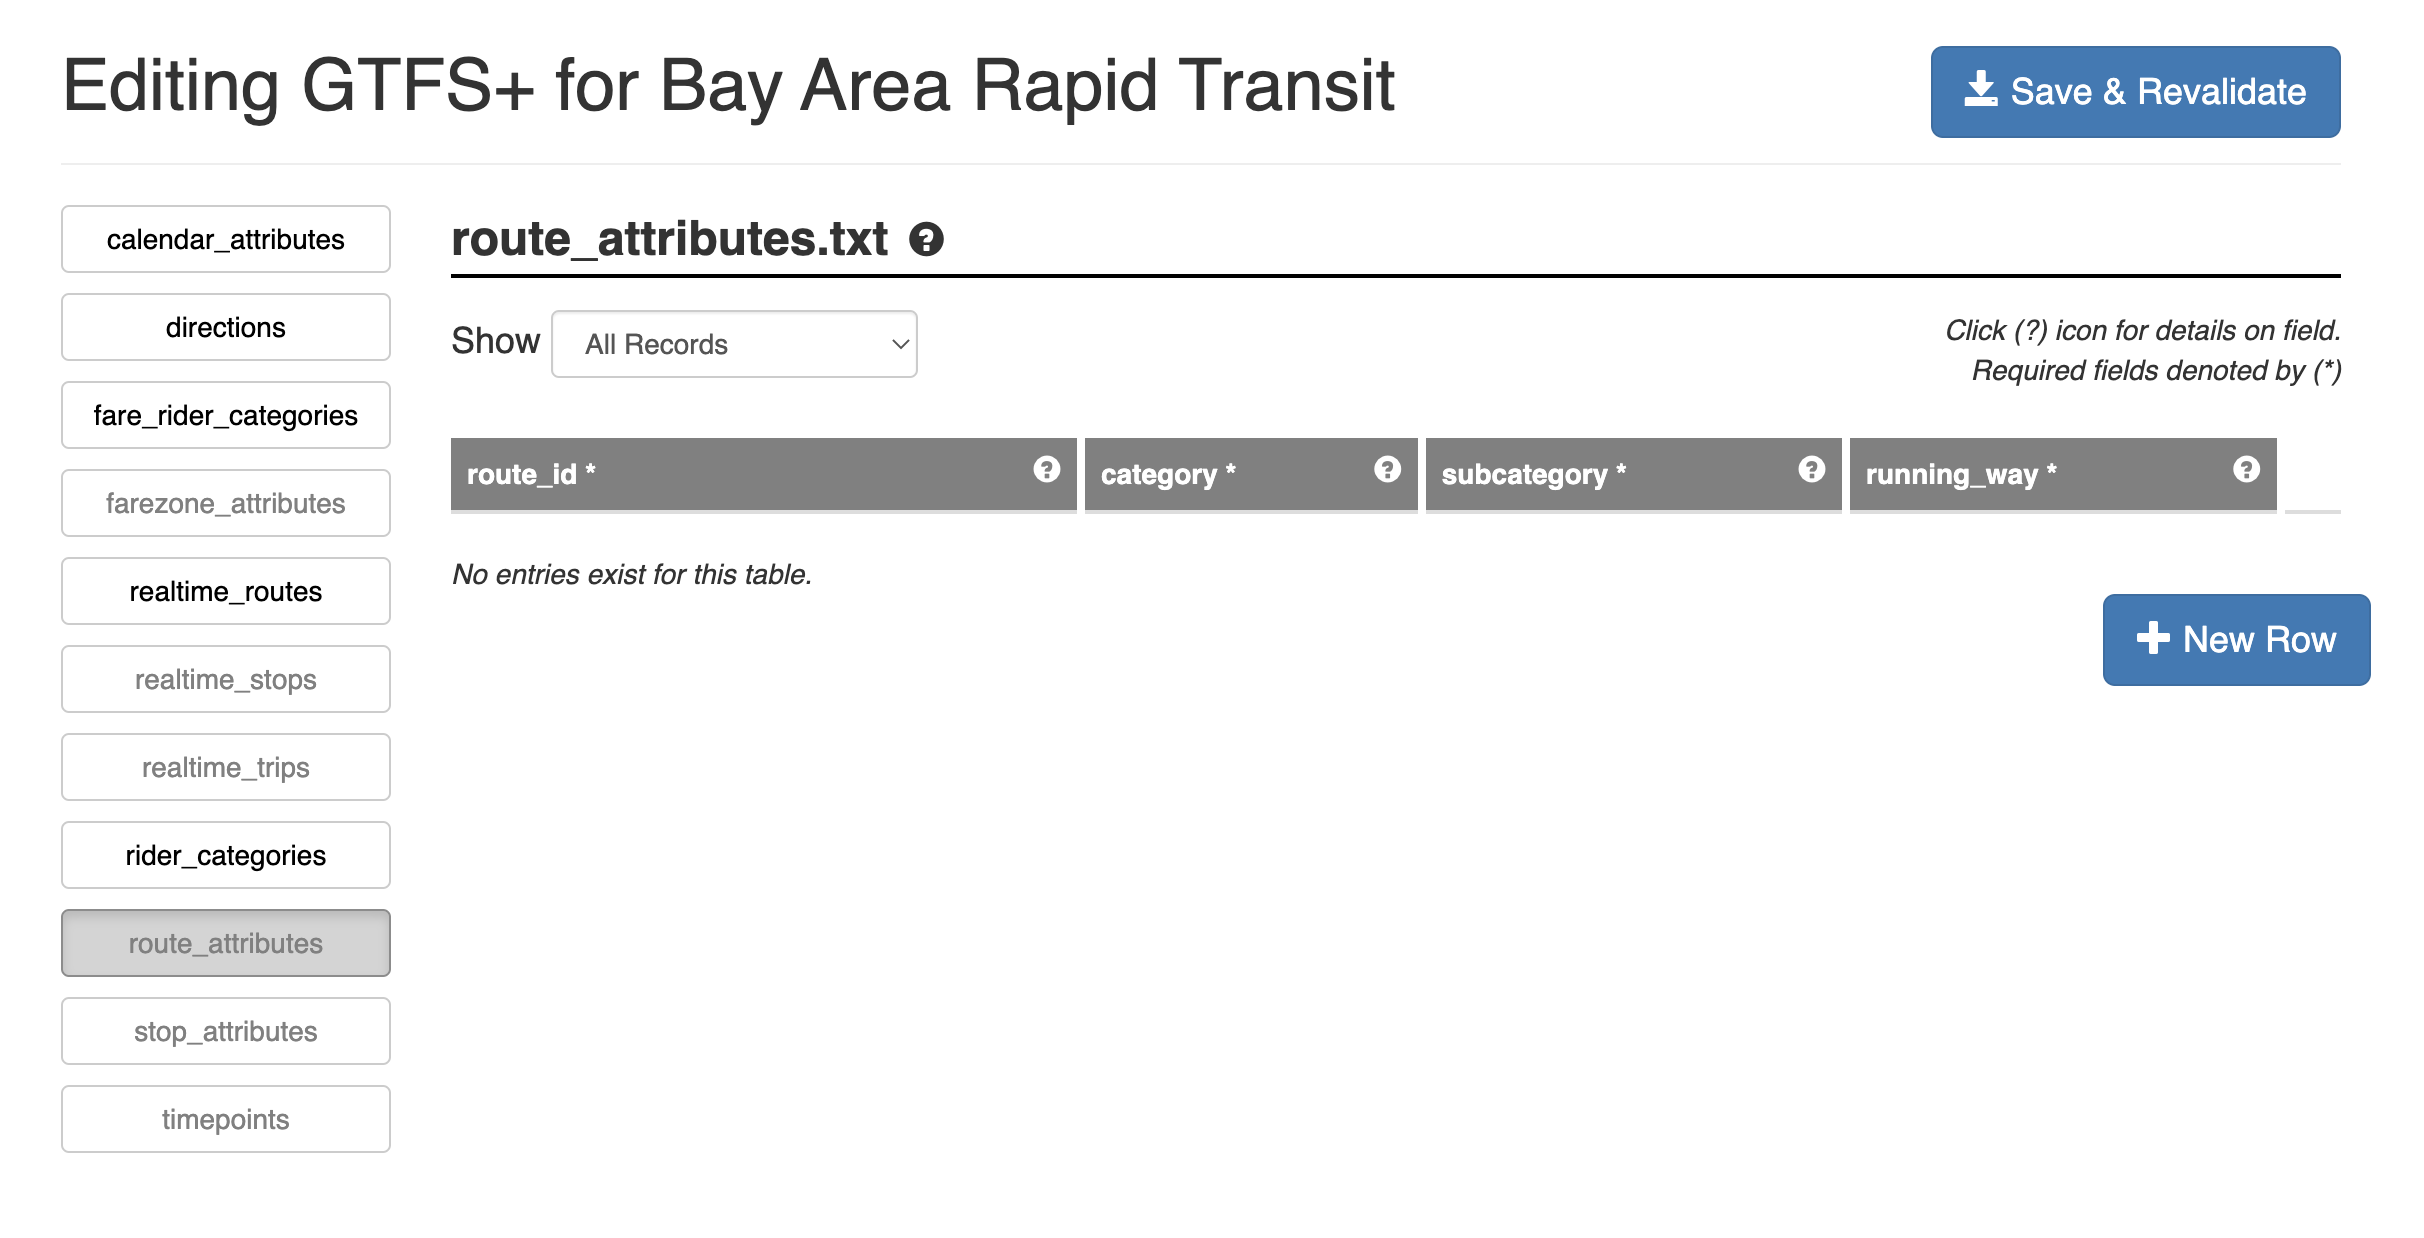 Editing GTFS+ for Bay Area Rapid Transit
Save & Revalidate
calendar_attributes
directions
fare_rider_categories
farezone_attributes
realtime_routes
realtime_stops
realtime_trips
rider_categories
route_attributes
stop_attributes
timepoints
route_attributes.txt ?
Show All Records
Click (?) icon for details on field.
Required fields denoted by (*)
route_id * ? category * ? subcategory * ? running_way * ?
No entries exist for this table.
New Row